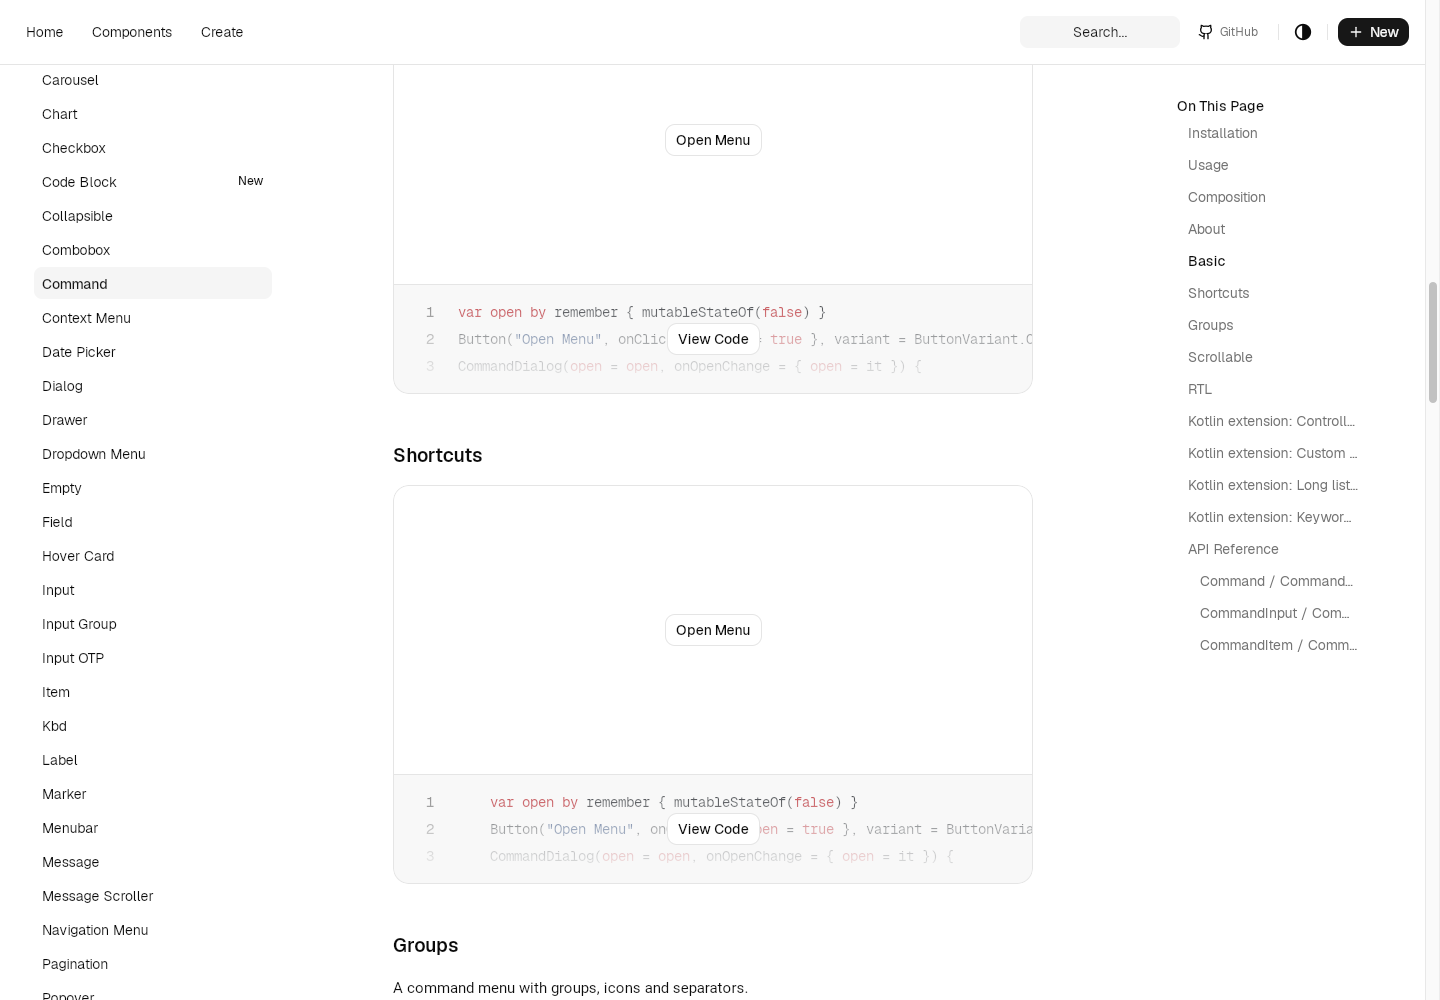 Home Components Create Search... GitHub New
Carousel
Chart
Checkbox
Code Block New
Collapsible
Combobox
Command
Context Menu
Date Picker
Dialog
Drawer
Dropdown Menu
Empty
Field
Hover Card
Input
Input Group
Input OTP
Item
Kbd
Label
Marker
Menubar
Message
Message Scroller
Navigation Menu
Pagination
Popover
Open Menu
1 var open by remember { mutableStateOf(false) }
2 Button("Open Menu", onClic = true }, variant = ButtonVariant.
View Code
3 CommandDialog(open = open, onOpenChange = { open = it }) {
Shortcuts
Open Menu
1 var open by remember { mutableStateOf(false) }
2 Button("Open Menu", on pen = true }, variant = ButtonVaria
View Code
3 CommandDialog(open = open, onOpenChange = { open = it }) {
Groups
A command menu with groups, icons and separators.
On This Page
Installation
Usage
Composition
About
Basic
Shortcuts
Groups
Scrollable
RTL
Kotlin extension: Controll...
Kotlin extension: Custom ...
Kotlin extension: Long list...
Kotlin extension: Keywor...
API Reference
Command / Command...
CommandInput / Com...
CommandItem / Comm...